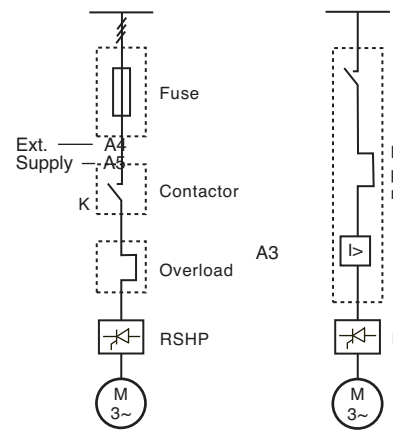 Fuse
Ext. A4
Supply A5
Contactor
K
Overload
A3
I>
RSHP
M
3~
M
3~